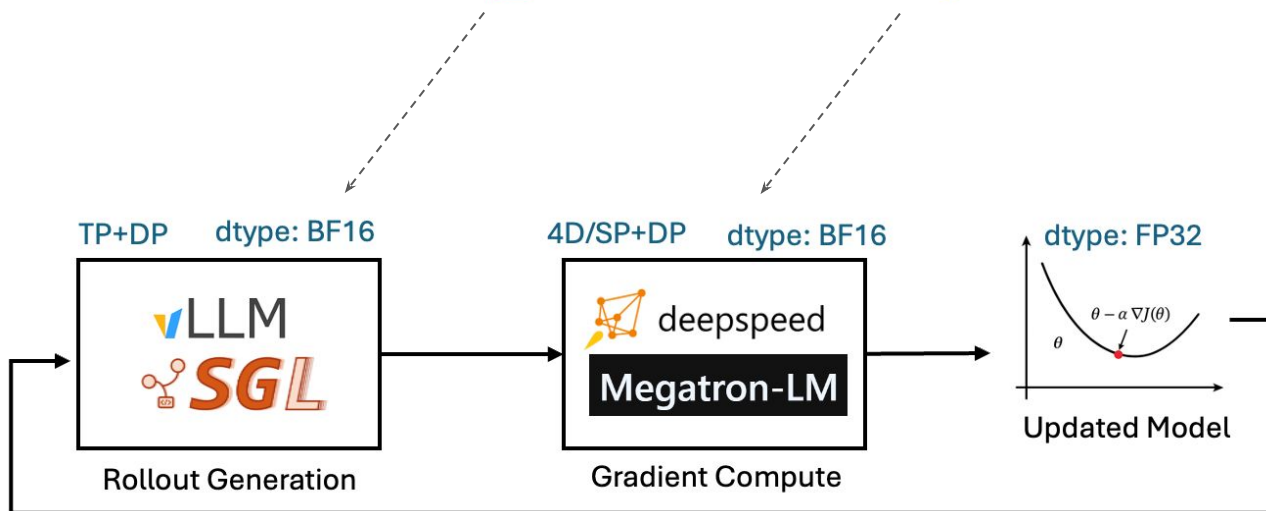 TP+DP dtype: BF16
4D/SP+DP dtype: BF16
dtype: FP32
vLLM
SGL
deepspeed
Megatron-LM
θ − α ∇J(θ)
θ
Rollout Generation
Gradient Compute
Updated Model